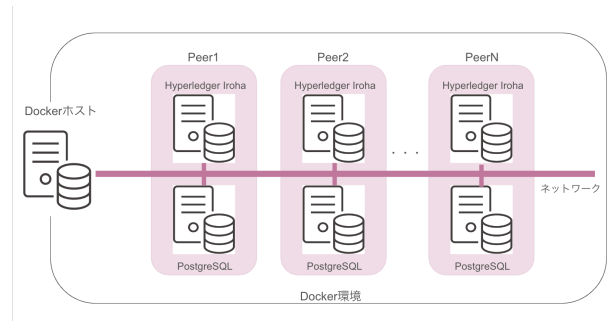 Peer1
Peer2
PeerN
Hyperledger Iroha
Hyperledger Iroha
Hyperledger Iroha
Dockerホスト
・・・
ネットワーク
PostgreSQL
PostgreSQL
PostgreSQL
Docker環境